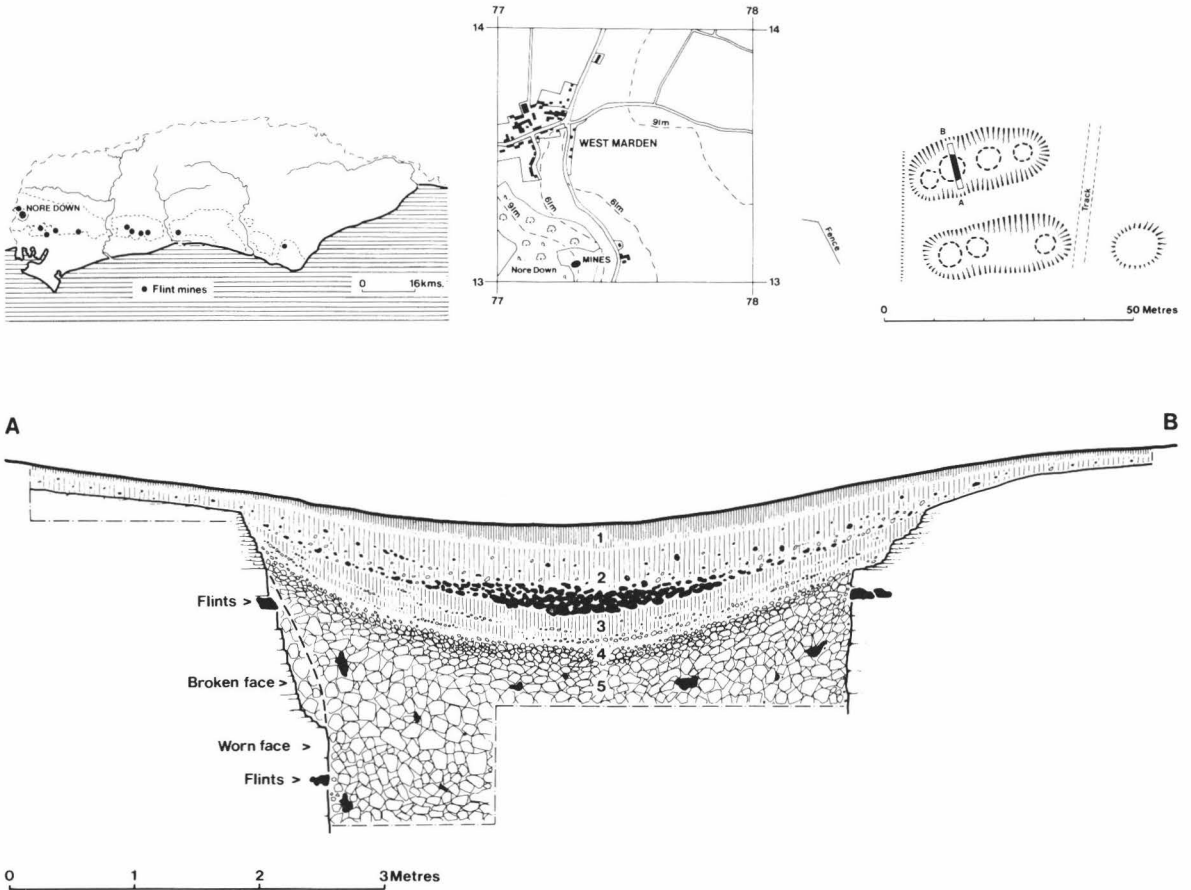 NORE DOWN
Flint mines
0 16kms.
77 78
14 14
91m
WEST MARDEN
61m
91m
61m
Nore Down
MINES
13 13
77 78
B
A
Track
Fence
0 50 Metres
A B
1
2
Flints >
3
4
Broken face >
5
Worn face >
Flints >
0 1 2 3 Metres